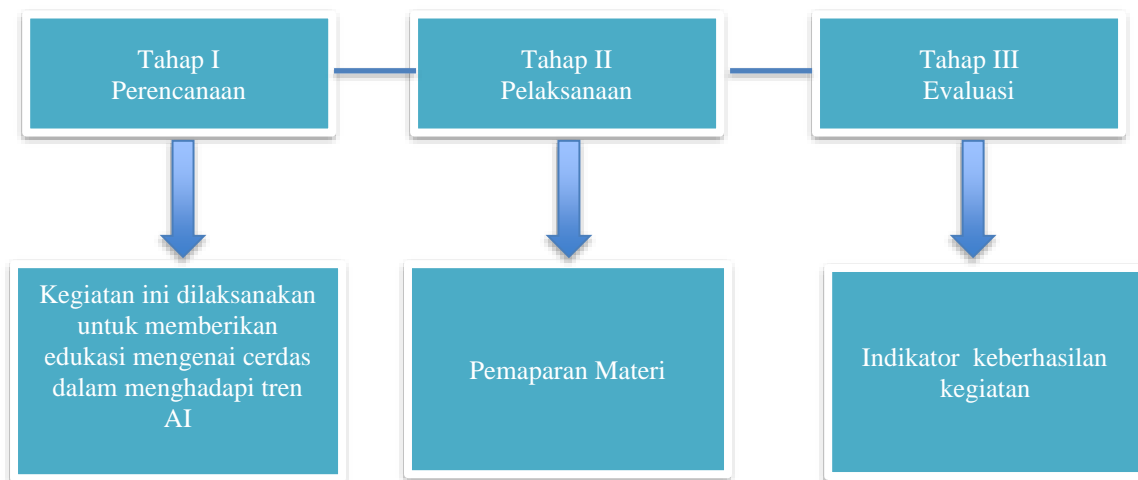 Tahap I
Perencanaan
Tahap II
Pelaksanaan
Tahap III
Evaluasi
Kegiatan ini dilaksanakan
untuk memberikan
edukasi mengenai cerdas
dalam menghadapi tren
AI
Pemaparan Materi
Indikator keberhasilan
kegiatan